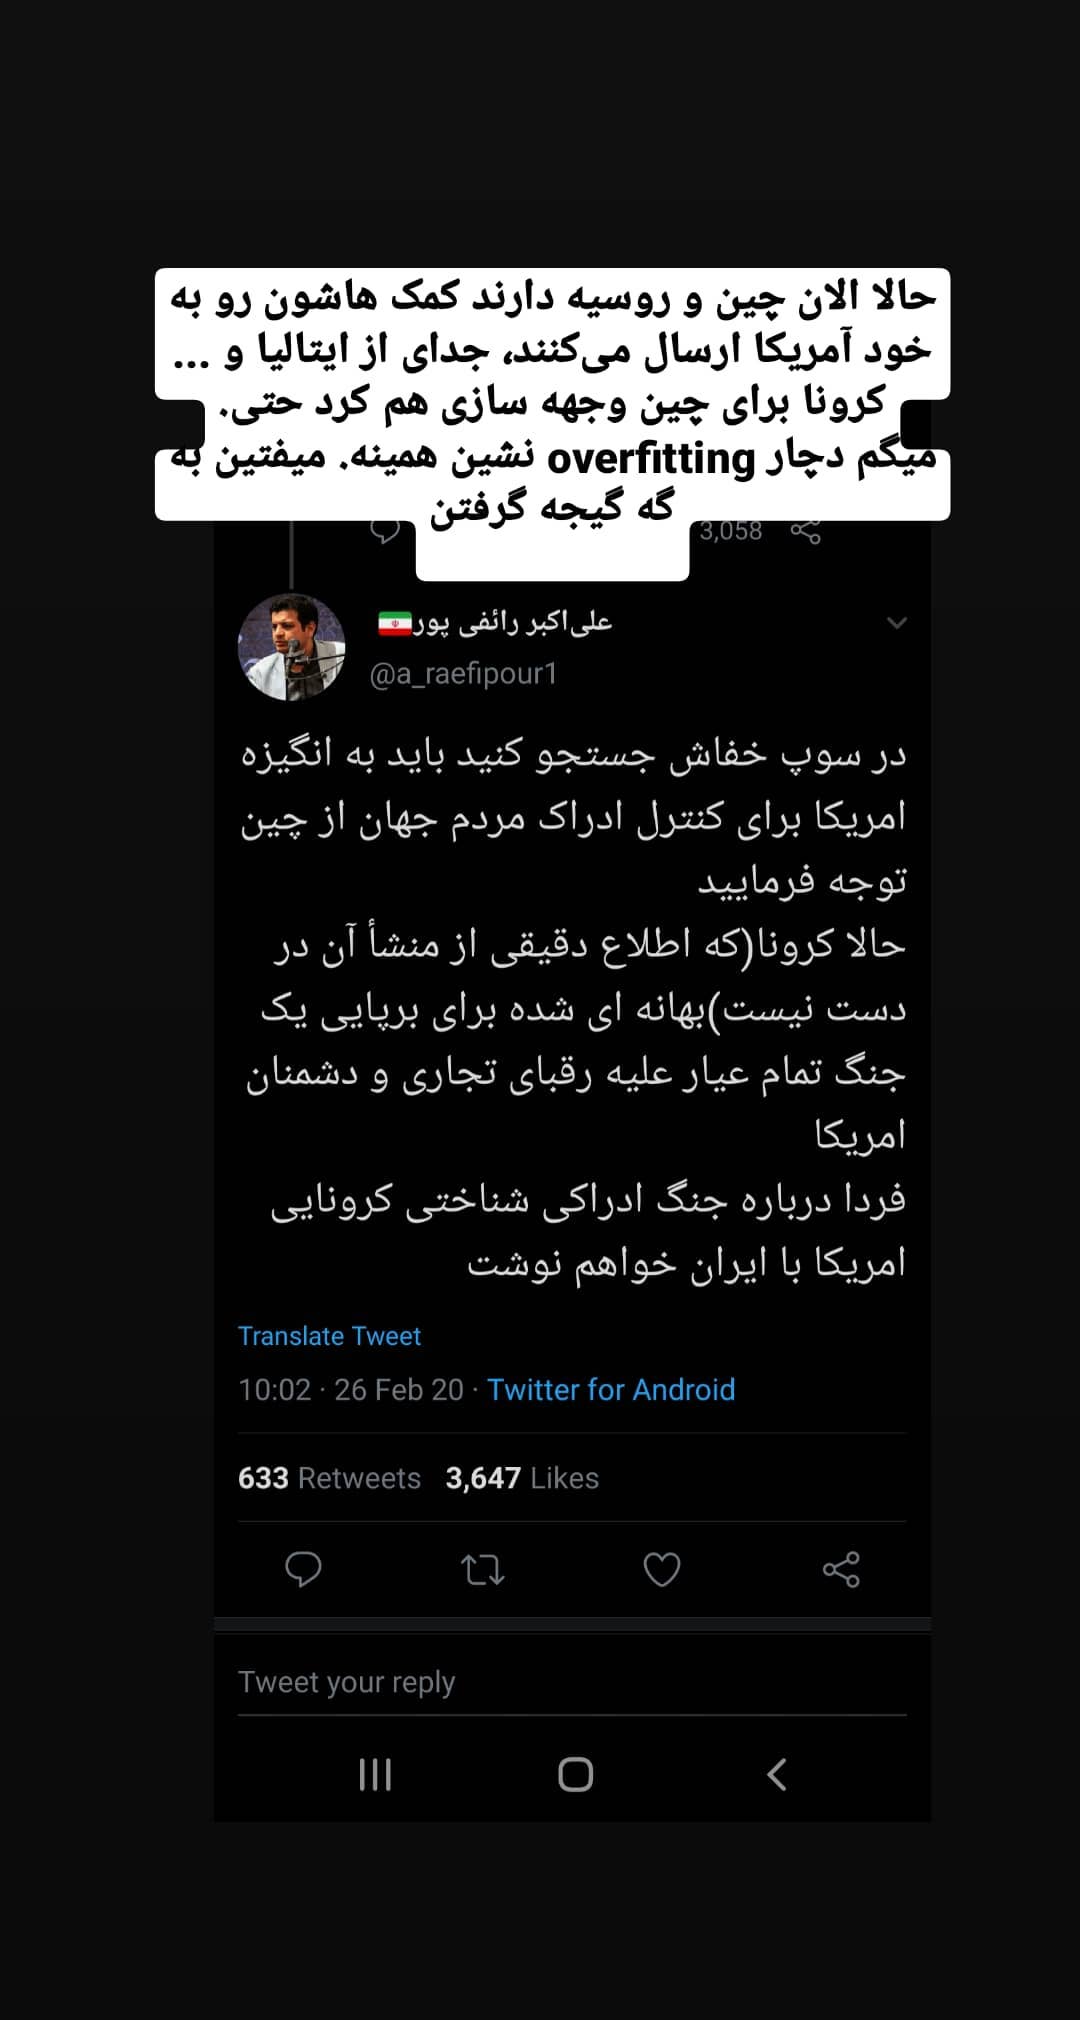 حالا الان چین و روسیه دارند کمک هاشون رو به
خود آمریکا ارسال می‌کنند، جدای از ایتالیا و ...
کرونا برای چین وجهه سازی هم کرد حتی.
میگم دچار overfitting نشین همینه. میفتین به
گه گیجه گرفتن
3,058
علی‌اکبر رائفی پور🇮🇷
@a_raefipour1
در سوپ خفاش جستجو کنید باید به انگیزه
امریکا برای کنترل ادراک مردم جهان از چین
توجه فرمایید
حالا کرونا(که اطلاع دقیقی از منشأ آن در
دست نیست)بهانه ای شده برای برپایی یک
جنگ تمام عیار علیه رقبای تجاری و دشمنان
امریکا
فردا درباره جنگ ادراکی شناختی کرونایی
امریکا با ایران خواهم نوشت
Translate Tweet
10:02 · 26 Feb 20 · Twitter for Android
633 Retweets 3,647 Likes
Tweet your reply